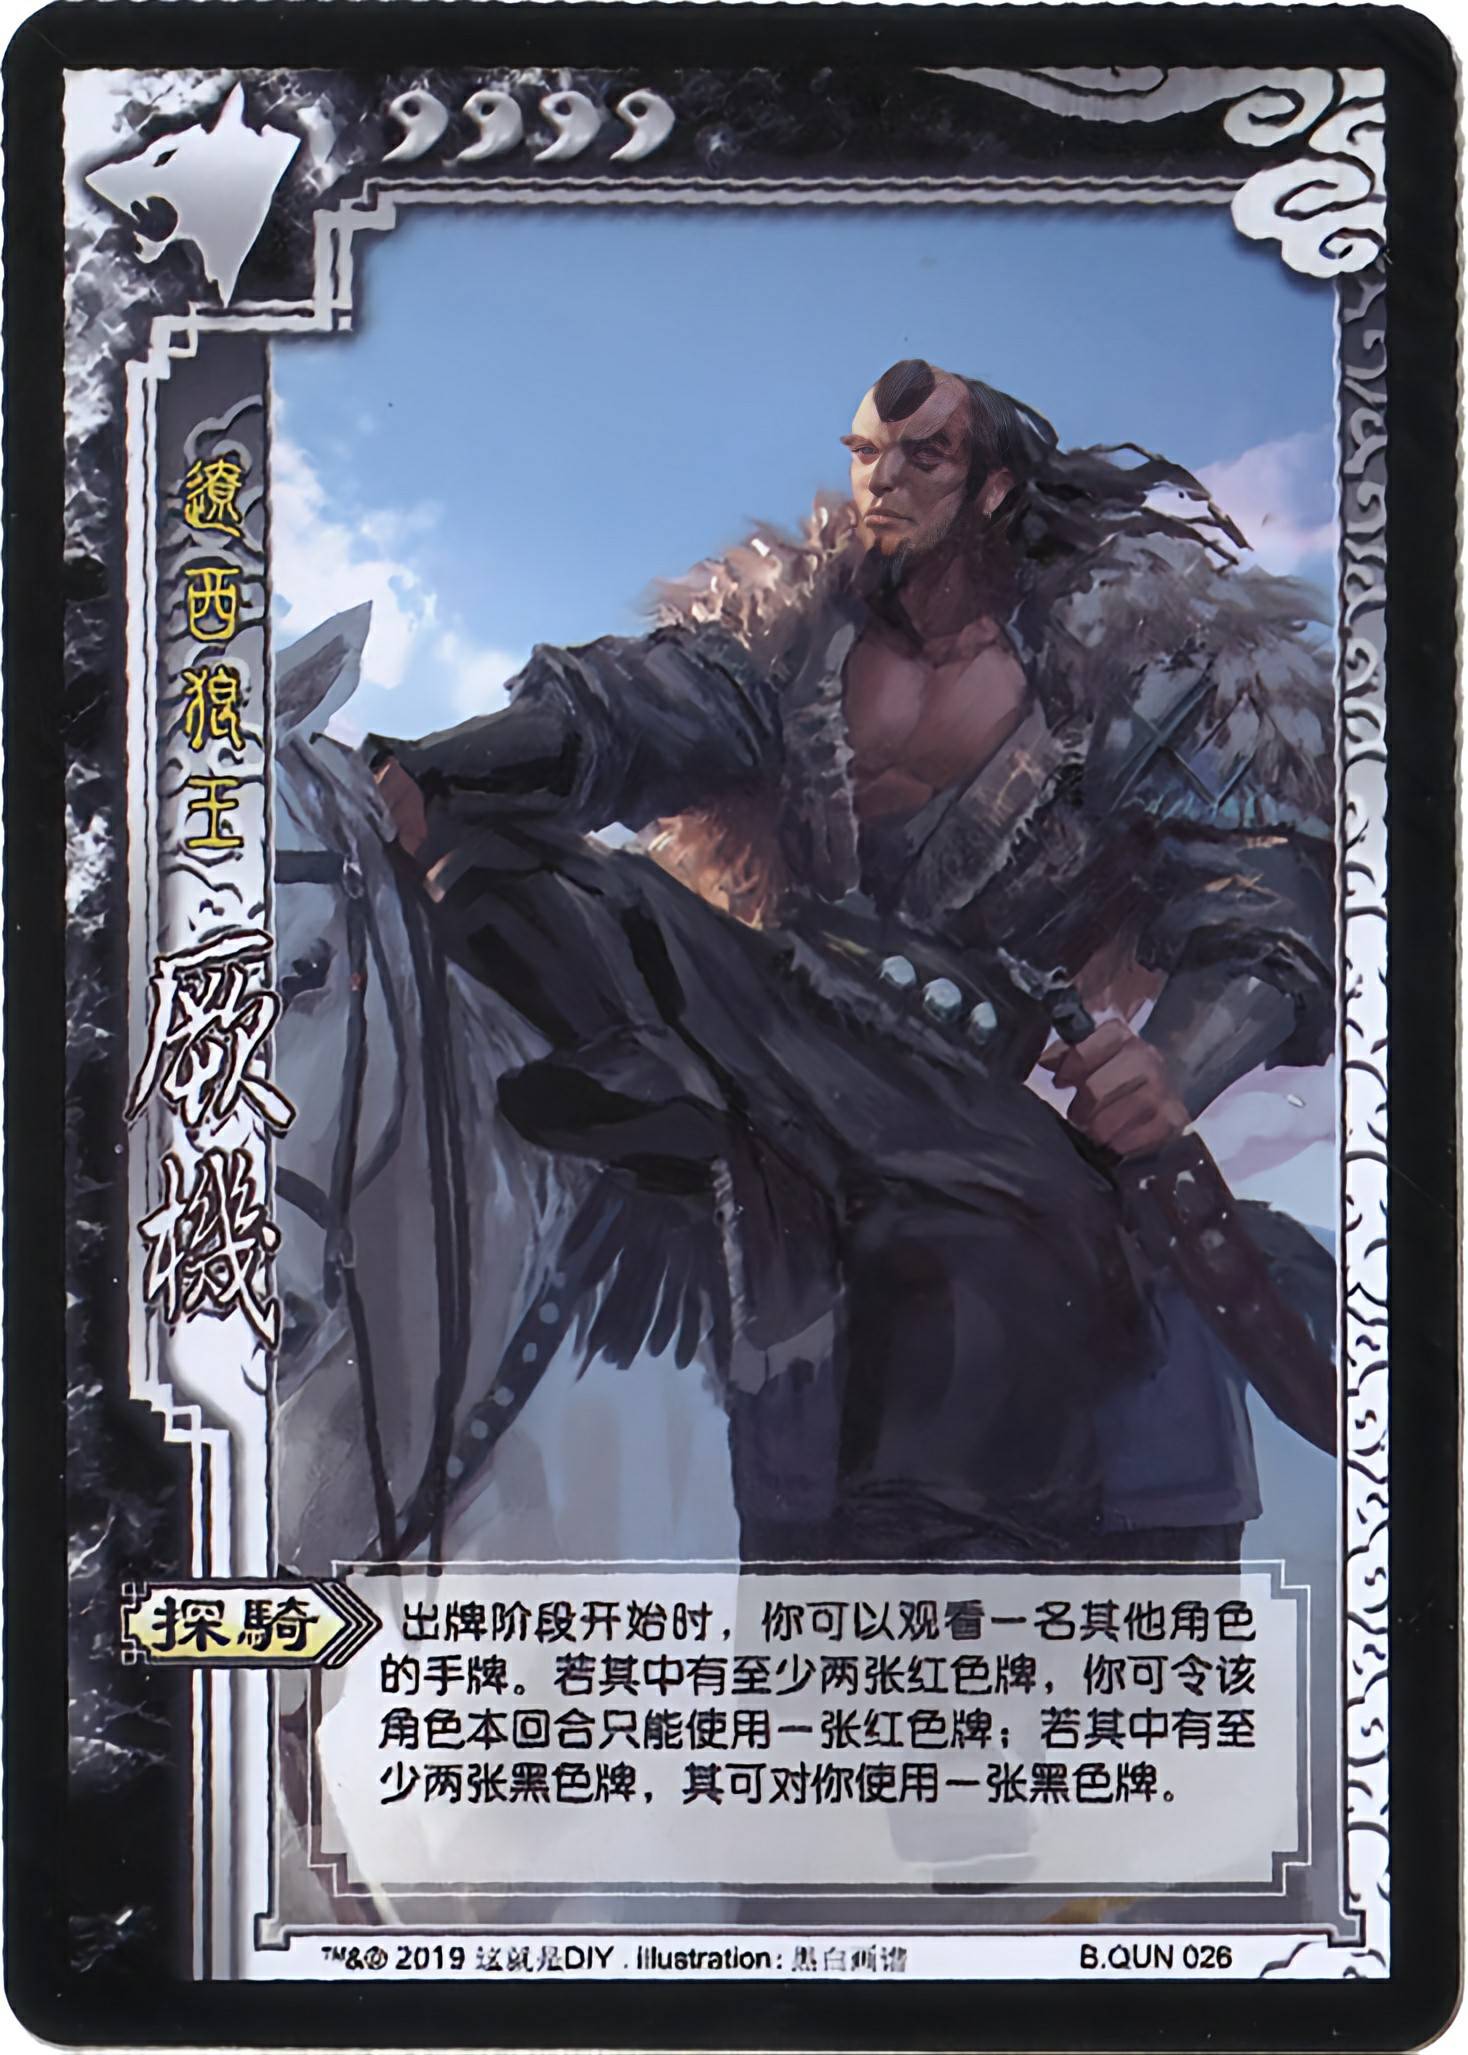 遼西狼王
厥機
探騎
出牌阶段开始时，你可以观看一名其他角色
的手牌。若其中有至少两张红色牌，你可令该
角色本回合只能使用一张红色牌；若其中有至
少两张黑色牌，其可对你使用一张黑色牌。
™&© 2019 这就是DIY . illustration: 黑白画谱
B.QUN 026